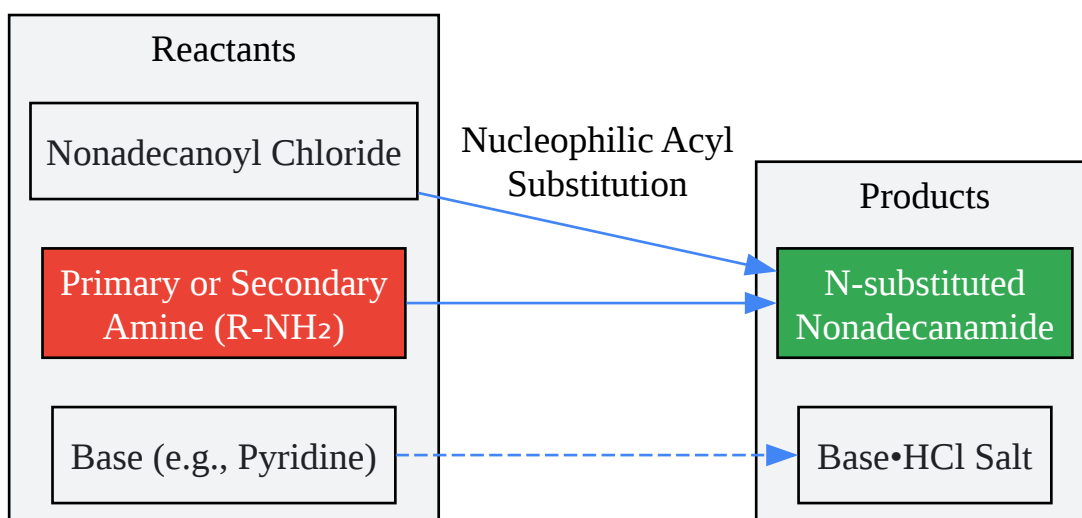 Reactants
Nonadecanoyl Chloride
Nucleophilic Acyl
Substitution
Products
Primary or Secondary
Amine (R-NH₂)
N-substituted
Nonadecanamide
Base (e.g., Pyridine)
Base•HCl Salt